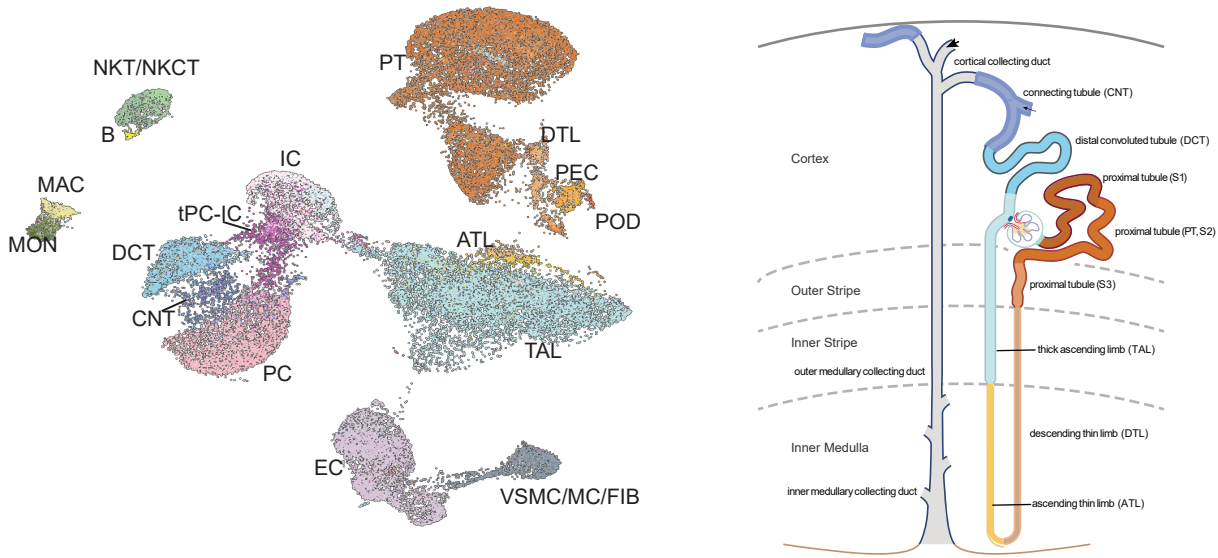 PT
NKT/NKCT
B
DTL
PEC
IC
MAC
tPC-IC
POD
MON
DCT
ATL
CNT
TAL
PC
EC
VSMC/MC/FIB
cortical collecting duct
connecting tubule (CNT)
distal convoluted tubule (DCT)
Cortex
proximal tubule (S1)
proximal tubule (PT, S2)
Outer Stripe
proximal tubule (S3)
Inner Stripe
thick ascending limb (TAL)
outer medullary collecting duct
descending thin limb (DTL)
Inner Medulla
inner medullary collecting duct
ascending thin limb (ATL)